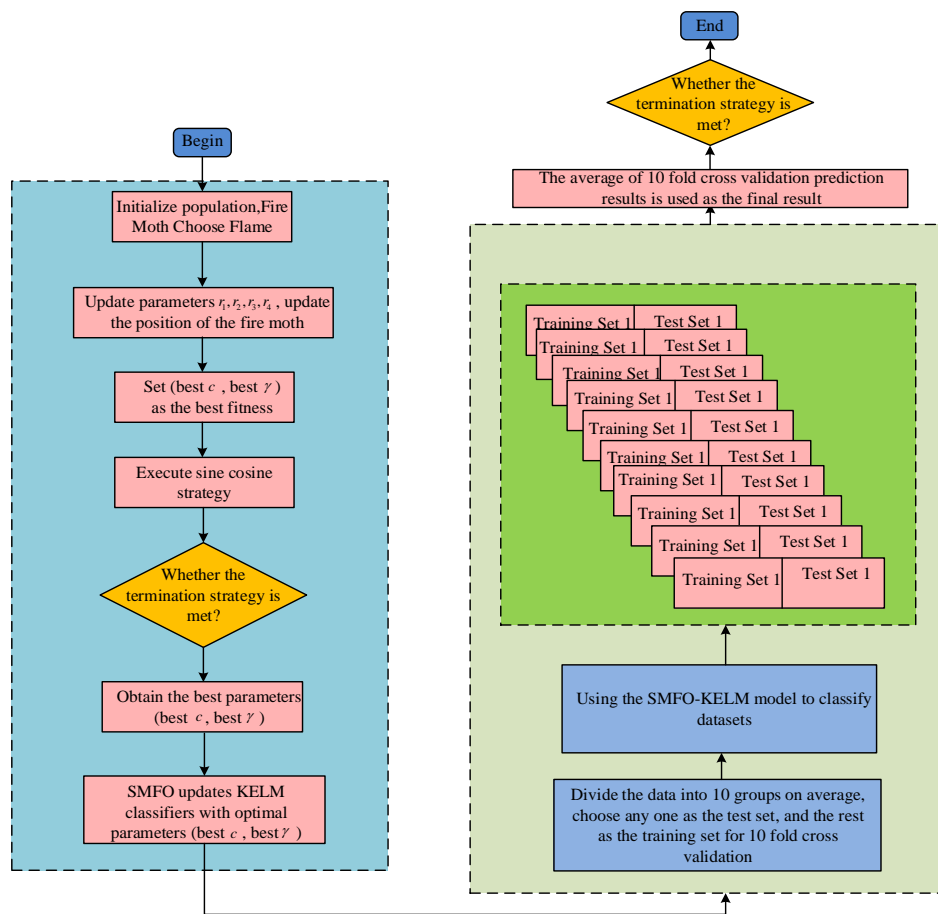 Begin
Initialize population,Fire
Moth Choose Flame
Update parameters r1,r2,r3,r4, update
the position of the fire moth
Set (best c , best γ )
as the best fitness
Execute sine cosine
strategy
Whether the
termination strategy is
met?
Obtain the best parameters
(best c , best γ )
SMFO updates KELM
classifiers with optimal
parameters (best c , best γ )
End
Whether the
termination strategy is
met?
The average of 10 fold cross validation prediction
results is used as the final result
Training Set 1 Test Set 1
Training Set 1 Test Set 1
Training Set 1 Test Set 1
Training Set 1 Test Set 1
Training Set 1 Test Set 1
Training Set 1 Test Set 1
Training Set 1 Test Set 1
Training Set 1 Test Set 1
Training Set 1 Test Set 1
Training Set 1 Test Set 1
Using the SMFO-KELM model to classify
datasets
Divide the data into 10 groups on average,
choose any one as the test set, and the rest
as the training set for 10 fold cross
validation